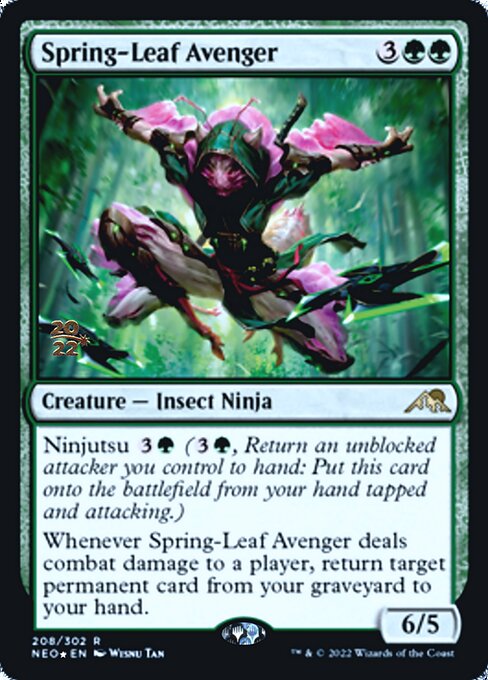 Spring-Leaf Avenger 3
20
22
Creature — Insect Ninja
Ninjutsu 3 (3, Return an unblocked
attacker you control to hand: Put this card
onto the battlefield from your hand tapped
and attacking.)
Whenever Spring-Leaf Avenger deals
combat damage to a player, return target
permanent card from your graveyard to
your hand.
6/5
208/302 R
NEO★EN Wisnu Tan
™ & © 2022 Wizards of the Coast